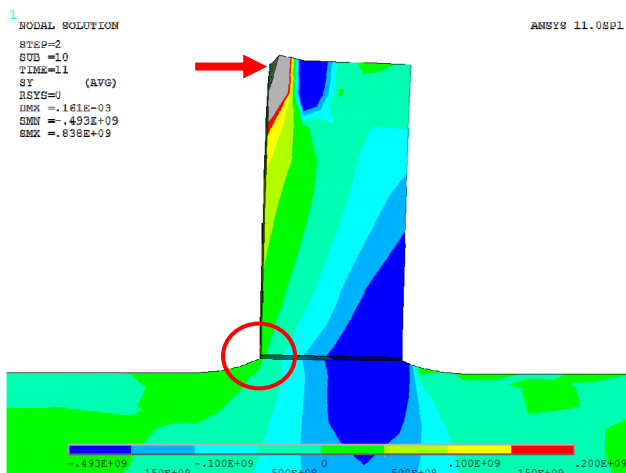 1
NODAL SOLUTION
ANSYS 11.0SP1
STEP=2
SUB =10
TIME=11
SY (AVG)
RSYS=0
DMX =.161E-03
SMN =-.493E+09
SMX =.838E+09
-.493E+09 -.100E+09 0 .100E+09 .200E+09